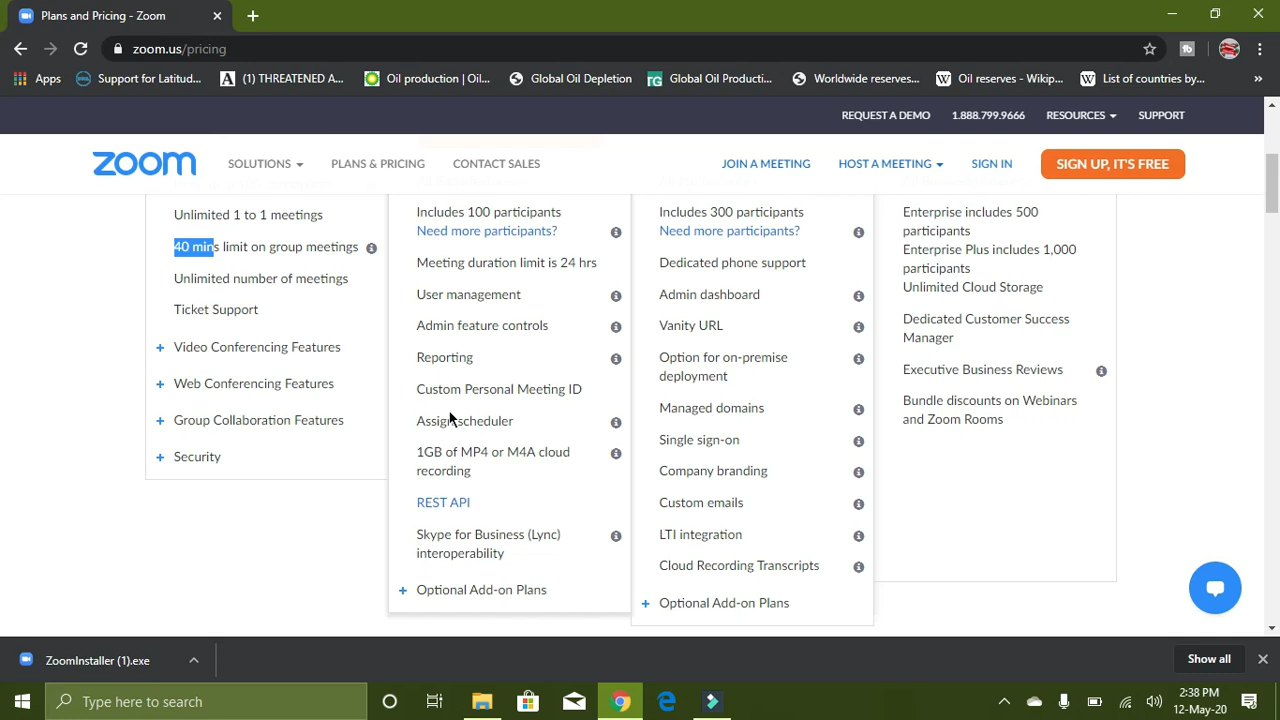 Plans and Pricing - Zoom
zoom.us/pricing
Apps
Support for Latitud...
(1) THREATENED A...
Oil production | Oil...
Global Oil Depletion
Global Oil Producti...
Worldwide reserves...
Oil reserves - Wikip...
List of countries by...
REQUEST A DEMO
1.888.799.9666
RESOURCES
SUPPORT
zoom
SOLUTIONS
PLANS & PRICING
CONTACT SALES
JOIN A MEETING
HOST A MEETING
SIGN IN
SIGN UP, IT'S FREE
Unlimited 1 to 1 meetings
40 mins limit on group meetings
Unlimited number of meetings
Ticket Support
+ Video Conferencing Features
+ Web Conferencing Features
+ Group Collaboration Features
+ Security
Includes 100 participants
Need more participants?
Meeting duration limit is 24 hrs
User management
Admin feature controls
Reporting
Custom Personal Meeting ID
Assign scheduler
1GB of MP4 or M4A cloud
recording
REST API
Skype for Business (Lync)
interoperability
+ Optional Add-on Plans
Includes 300 participants
Need more participants?
Dedicated phone support
Admin dashboard
Vanity URL
Option for on-premise
deployment
Managed domains
Single sign-on
Company branding
Custom emails
LTI integration
Cloud Recording Transcripts
+ Optional Add-on Plans
Enterprise includes 500
participants
Enterprise Plus includes 1,000
participants
Unlimited Cloud Storage
Dedicated Customer Success
Manager
Executive Business Reviews
Bundle discounts on Webinars
and Zoom Rooms
ZoomInstaller (1).exe
Show all
Type here to search
2:38 PM
12-May-20